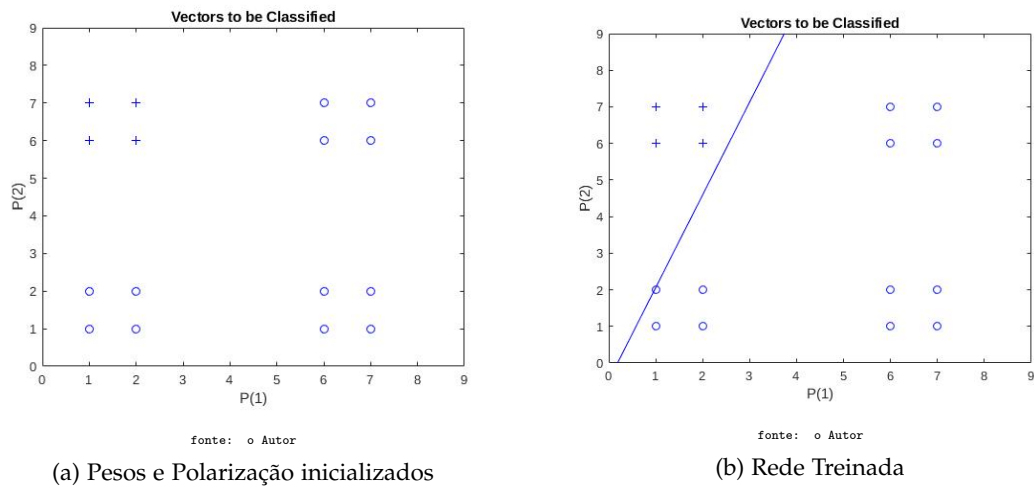 Vectors to be Classified
9
8
7
6
5
4
3
2
1
0
P(2)
0 1 2 3 4 5 6 7 8 9
P(1)
fonte: o Autor
(a) Pesos e Polarização inicializados
Vectors to be Classified
9
8
7
6
5
4
3
2
1
0
P(2)
0 1 2 3 4 5 6 7 8 9
P(1)
fonte: o Autor
(b) Rede Treinada